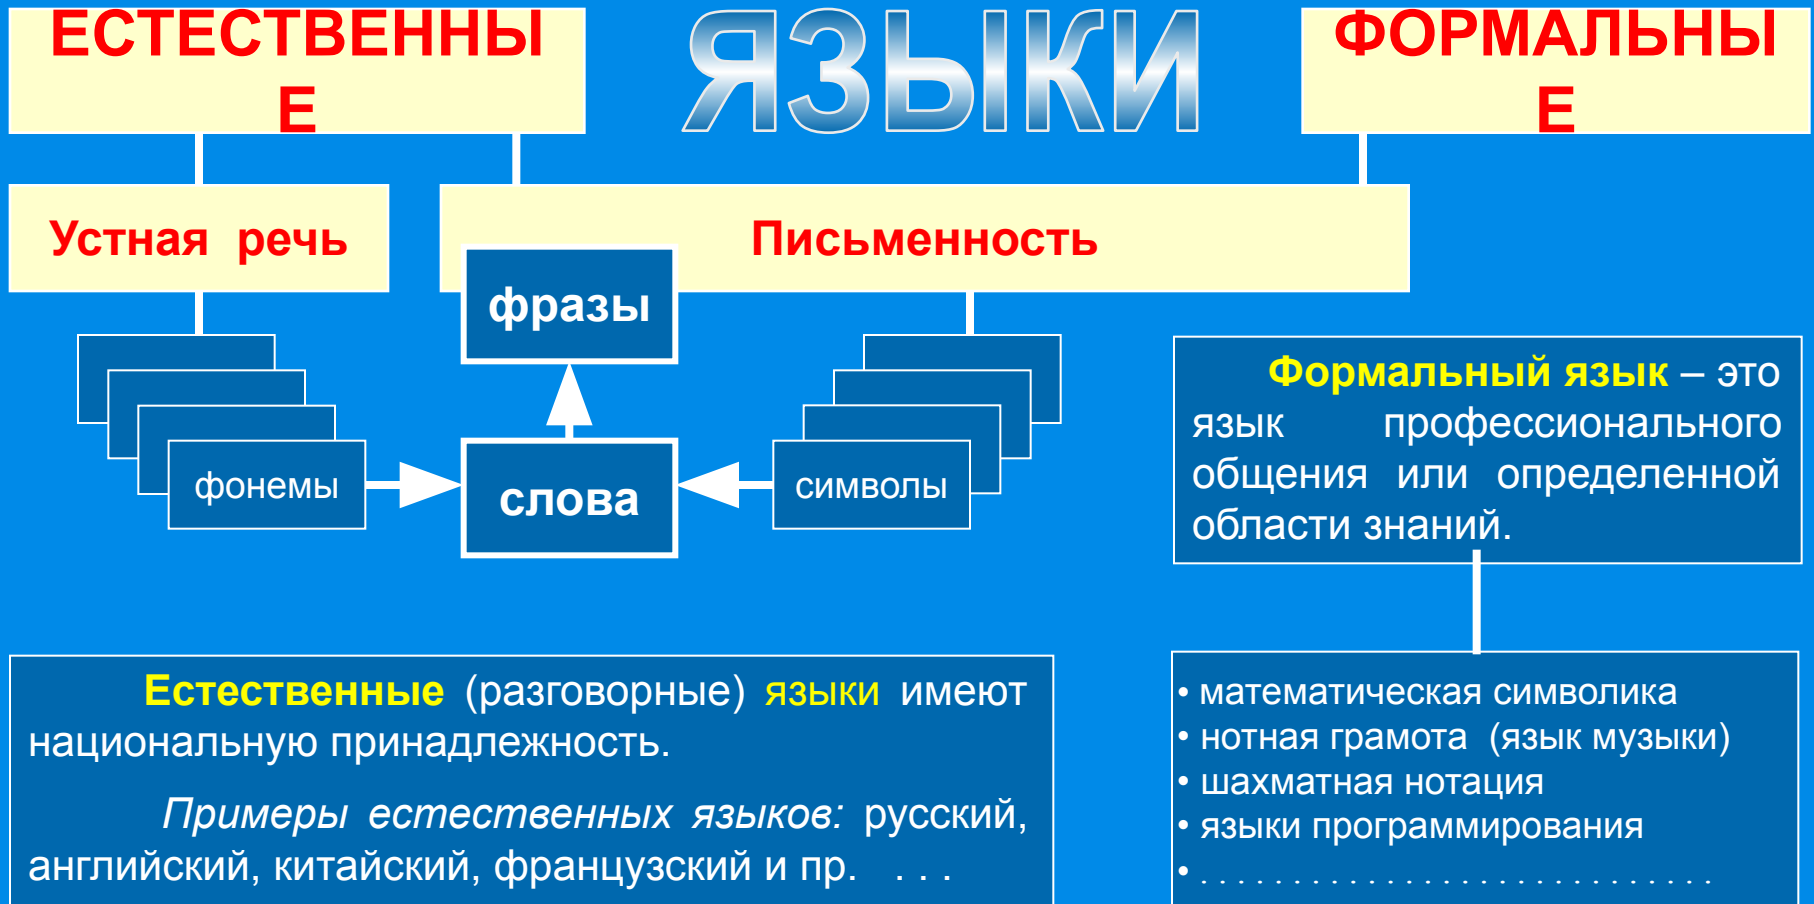 ЕСТЕСТВЕННЫ
Е
ЯЗЫКИ
ФОРМАЛЬНЫ
Е
Устная речь
Письменность
фразы
фонемы
слова
символы
Формальный язык – это
язык профессионального
общения или определенной
области знаний.
Естественные (разговорные) языки имеют
национальную принадлежность.
Примеры естественных языков: русский,
английский, китайский, французский и пр. . . .
• математическая символика
• нотная грамота (язык музыки)
• шахматная нотация
• языки программирования
• . . . . . . . . . . . . . . . . . . . . . . . . . . . .